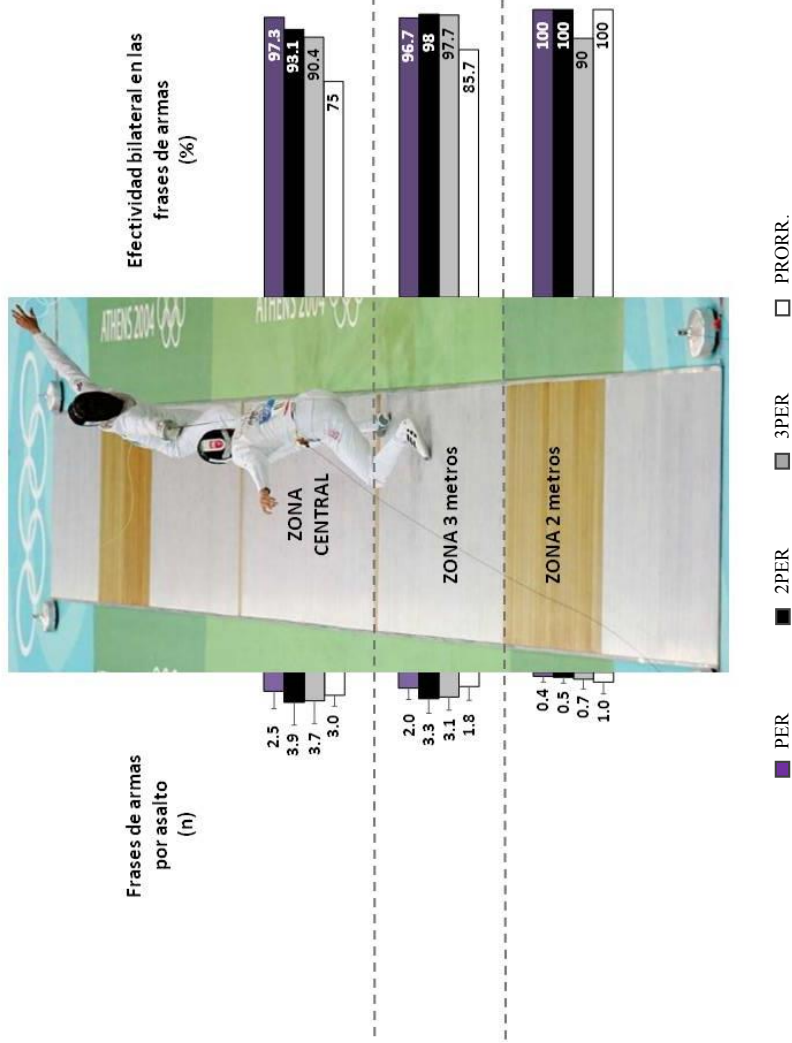 Frases de armas
por asalto
(n)
Efectividad bilateral en las
frases de armas
(%)
ATHENS 2004
ATHENS 2004
2.5
3.9
3.7
3.0
ZONA
CENTRAL
97.3
93.1
90.4
75
2.0
3.3
3.1
1.8
ZONA 3 metros
96.7
98
97.7
85.7
0.4
0.5
0.7
1.0
ZONA 2 metros
100
100
90
100
PER
2PER
3PER
PRORR.